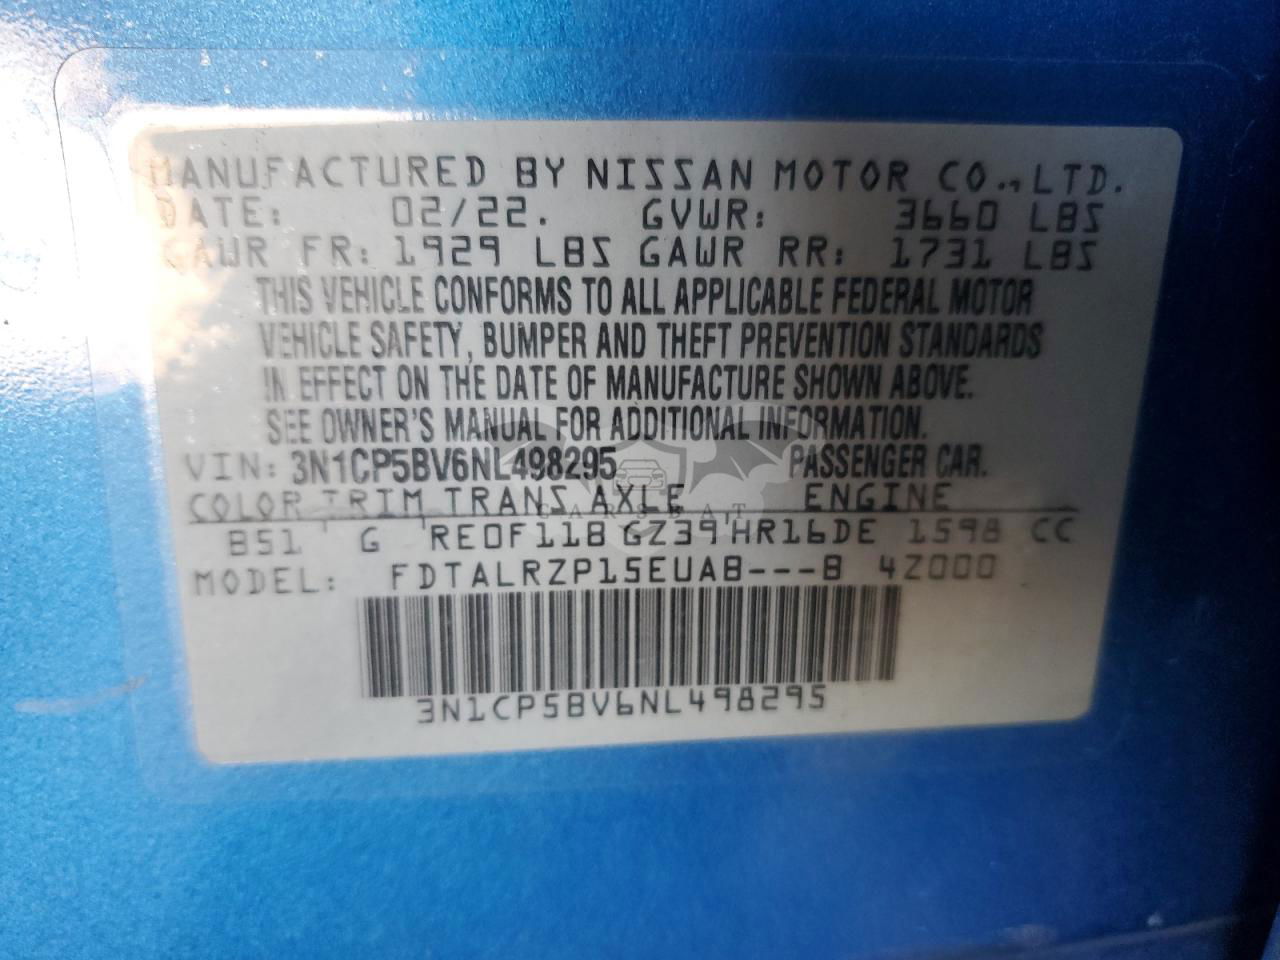 MANUFACTURED BY NISSAN MOTOR CO., LTD.
DATE: 02/22. GVWR: 3660 LBS
GAWR FR: 1929 LBS GAWR RR: 1731 LBS
THIS VEHICLE CONFORMS TO ALL APPLICABLE FEDERAL MOTOR
VEHICLE SAFETY, BUMPER AND THEFT PREVENTION STANDARDS
IN EFFECT ON THE DATE OF MANUFACTURE SHOWN ABOVE.
SEE OWNER'S MANUAL FOR ADDITIONAL INFORMATION.
VIN: 3N1CP5BV6NL498295 PASSENGER CAR.
COLOR TRIM TRANS AXLE ENGINE
CARSBAT
B51 G RE0F11B GZ39 HR16DE 1598 CC
MODEL: FDTALRZP15EUAB---B 4Z000
3N1CP5BV6NL498295